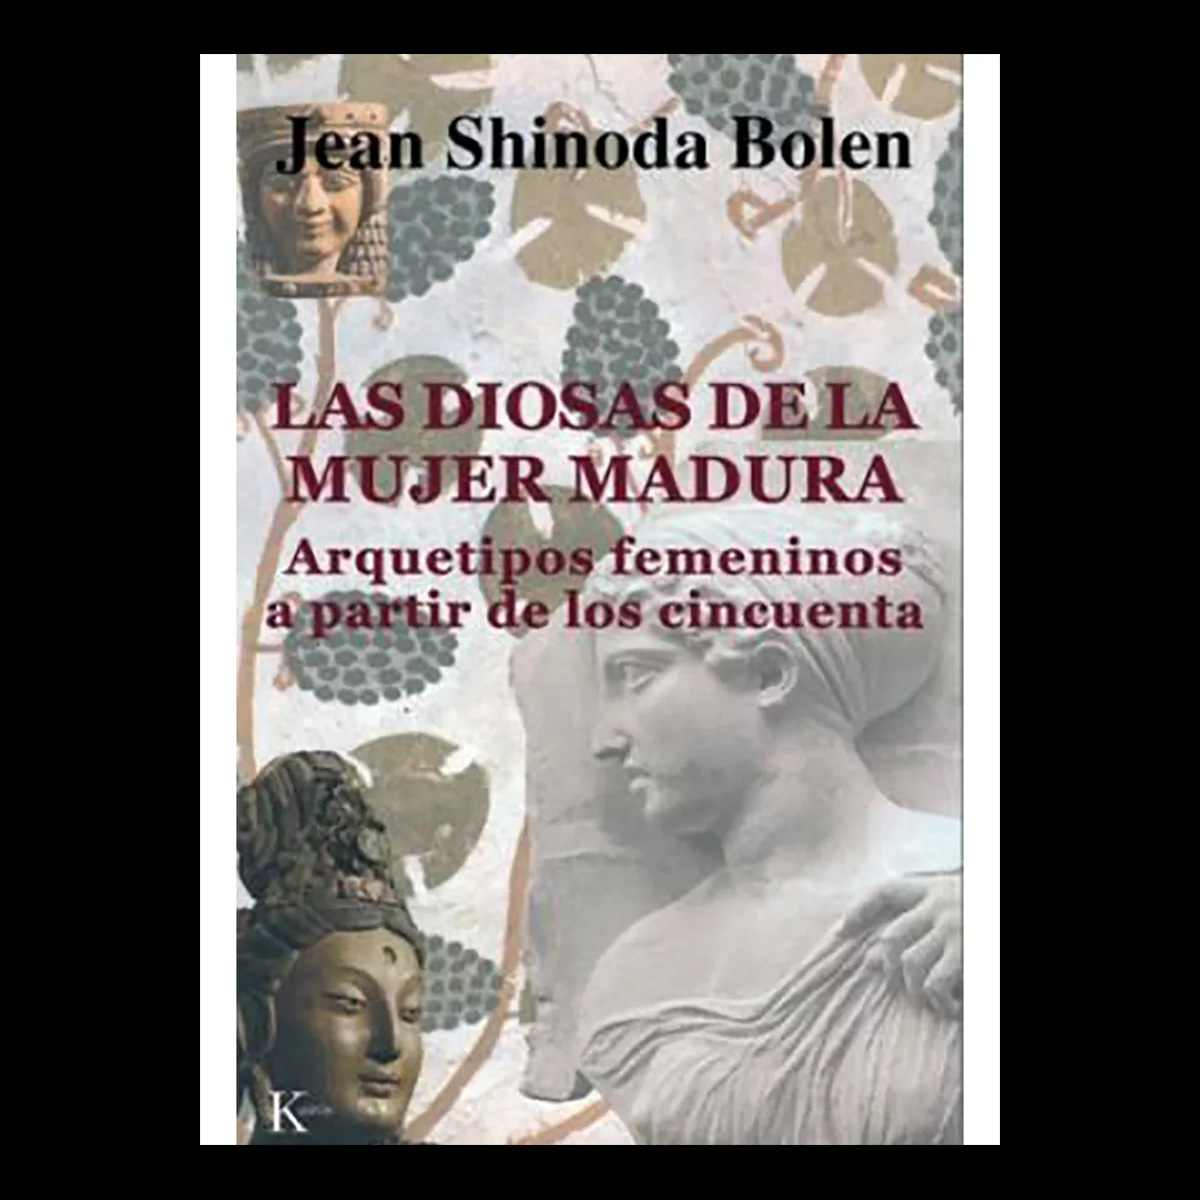 Jean Shinoda Bolen
LAS DIOSAS DE LA
MUJER MADURA
Arquetipos femeninos
a partir de los cincuenta
K